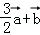 3/2 a⃗ + b⃗